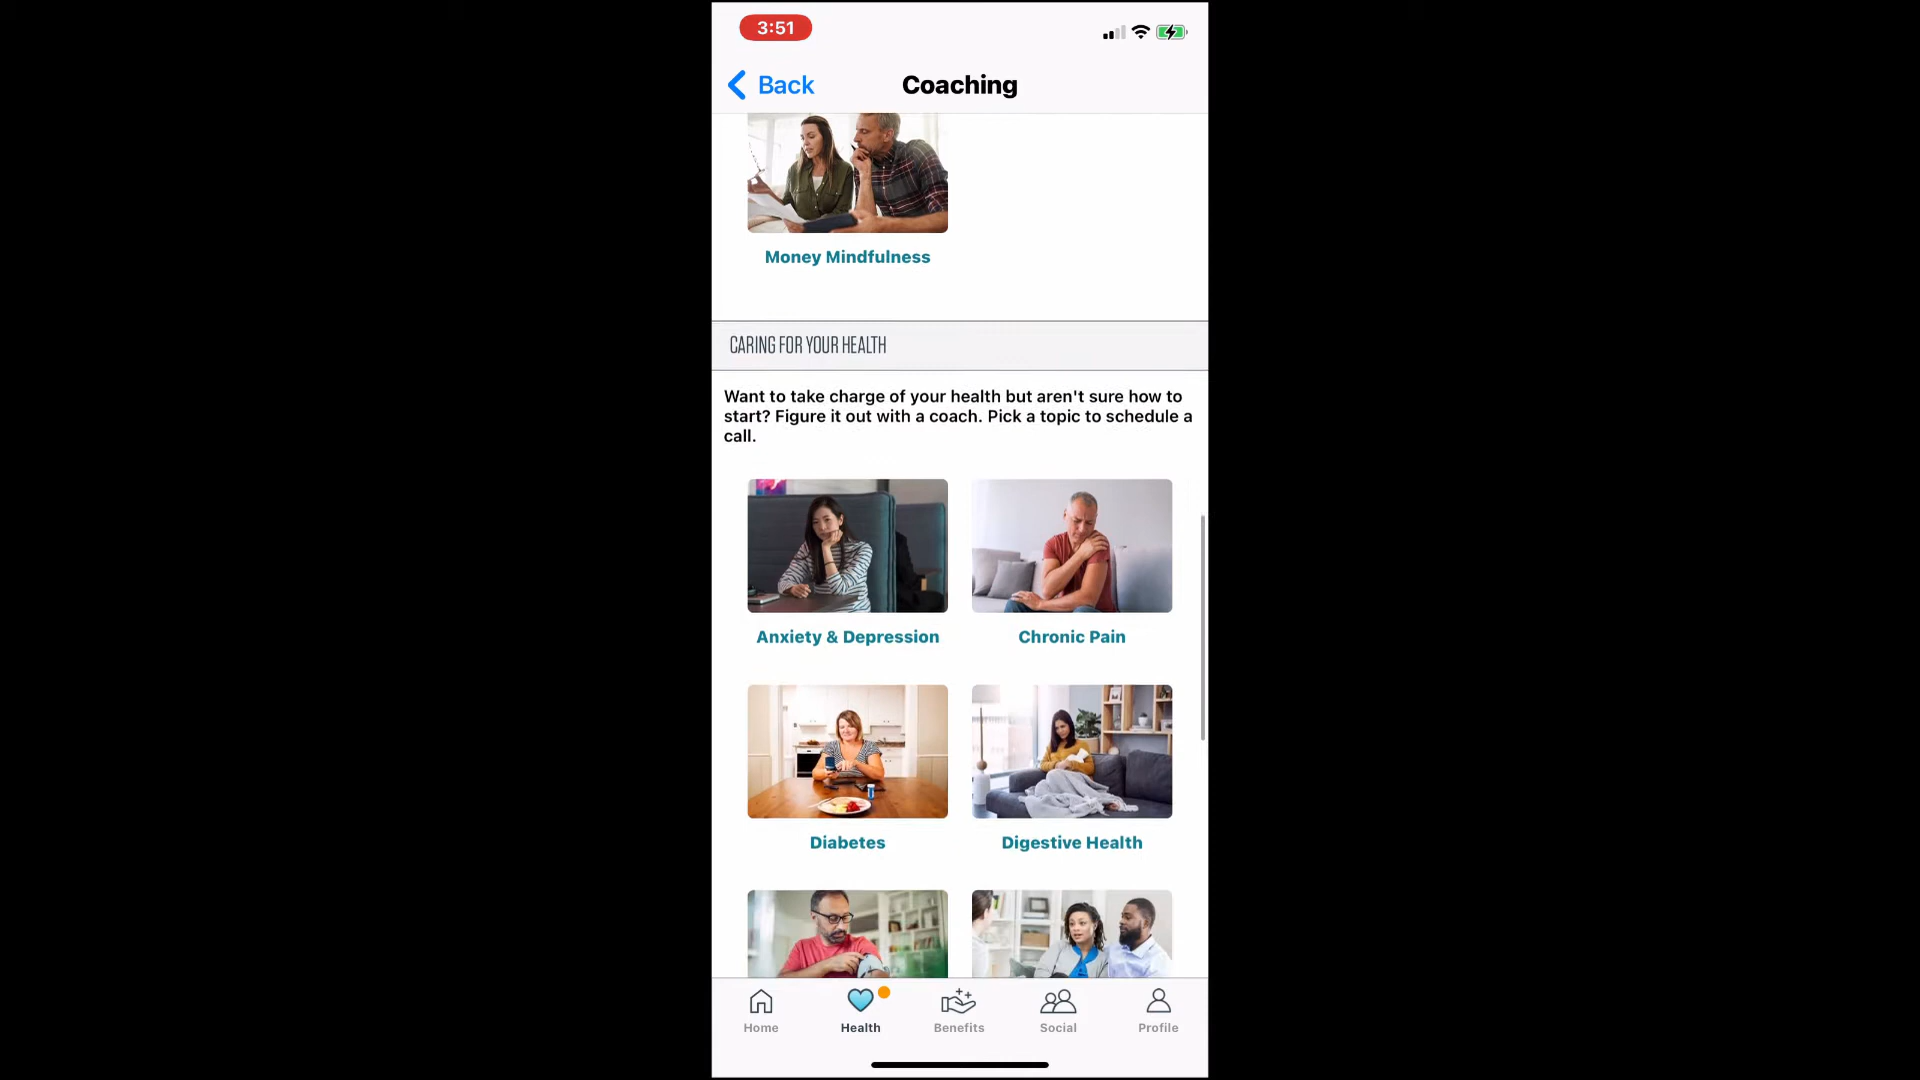 3:51
Back
Coaching
Money Mindfulness
CARING FOR YOUR HEALTH
Want to take charge of your health but aren't sure how to
start? Figure it out with a coach. Pick a topic to schedule a
call.
Anxiety & Depression
Chronic Pain
Diabetes
Digestive Health
Home
Health
Benefits
Social
Profile